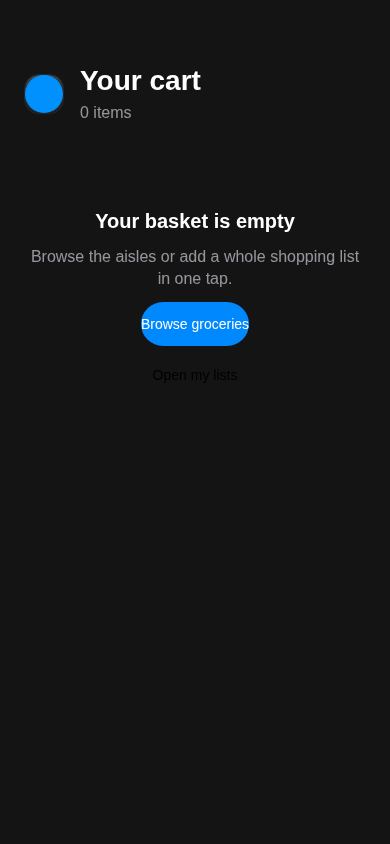 Your cart
0 items
Your basket is empty
Browse the aisles or add a whole shopping list
in one tap.
Browse groceries
Open my lists